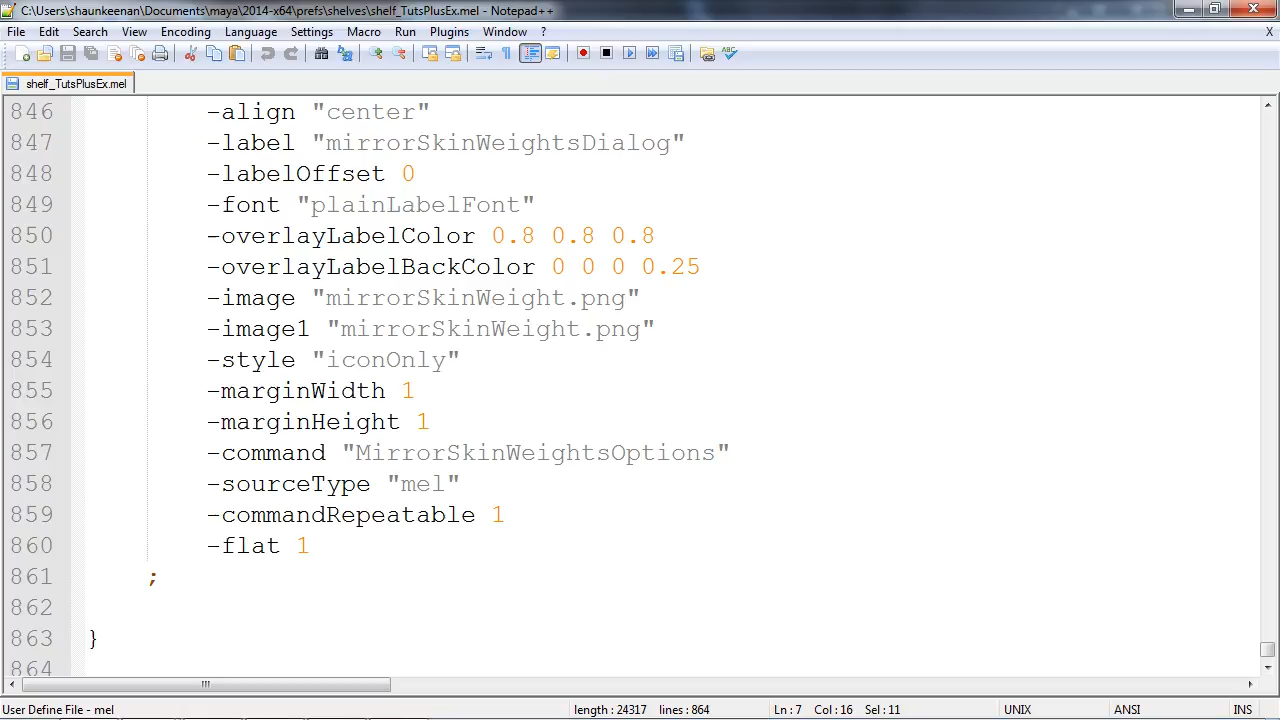 C:\Users\shaunkeenan\Documents\maya\2014-x64\prefs\shelves\shelf_TutsPlusEx.mel - Notepad++
File Edit Search View Encoding Language Settings Macro Run Plugins Window ? X
shelf_TutsPlusEx.mel
846 -align "center"
847 -label "mirrorSkinWeightsDialog"
848 -labelOffset 0
849 -font "plainLabelFont"
850 -overlayLabelColor 0.8 0.8 0.8
851 -overlayLabelBackColor 0 0 0 0.25
852 -image "mirrorSkinWeight.png"
853 -image1 "mirrorSkinWeight.png"
854 -style "iconOnly"
855 -marginWidth 1
856 -marginHeight 1
857 -command "MirrorSkinWeightsOptions"
858 -sourceType "mel"
859 -commandRepeatable 1
860 -flat 1
861 ;
862
863 }
864
User Define File - mel length : 24317 lines : 864 Ln : 7 Col : 16 Sel : 11 UNIX ANSI INS